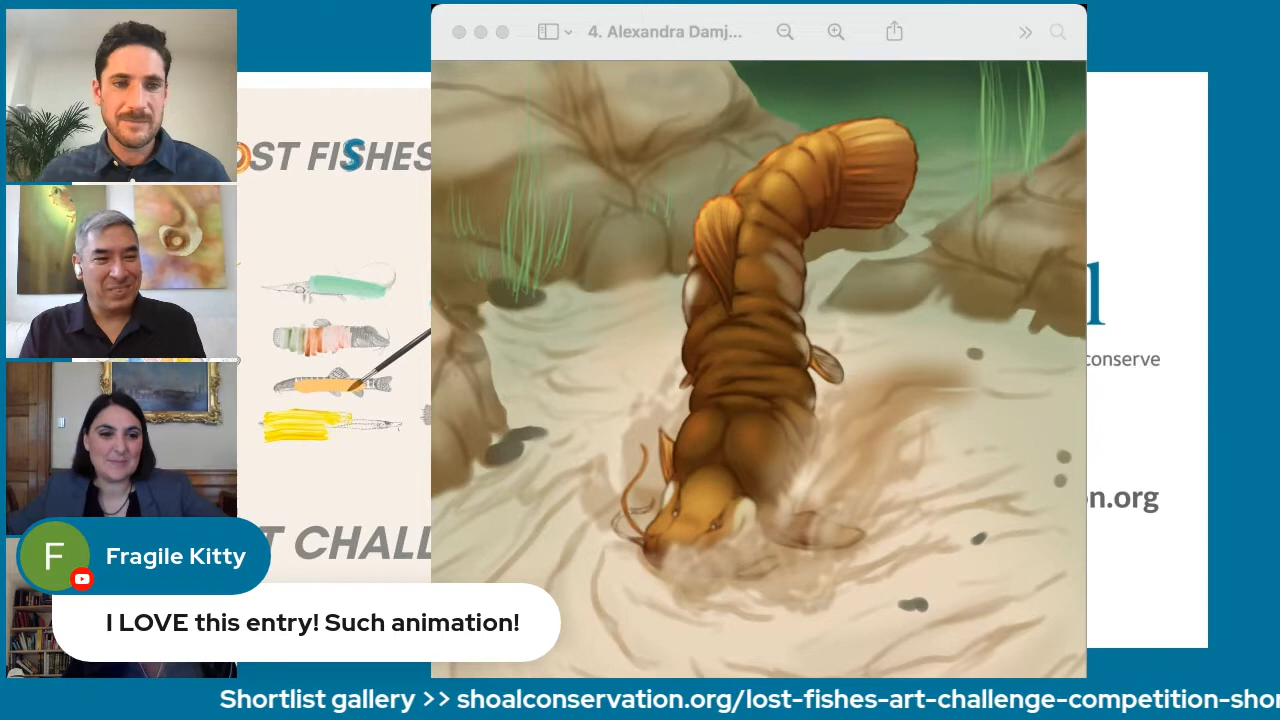 4. Alexandra Damj...
OST FISHES
T CHALL
l
conserve
n.org
F
Fragile Kitty
I LOVE this entry! Such animation!
Shortlist gallery >> shoalconservation.org/lost-fishes-art-challenge-competition-shor